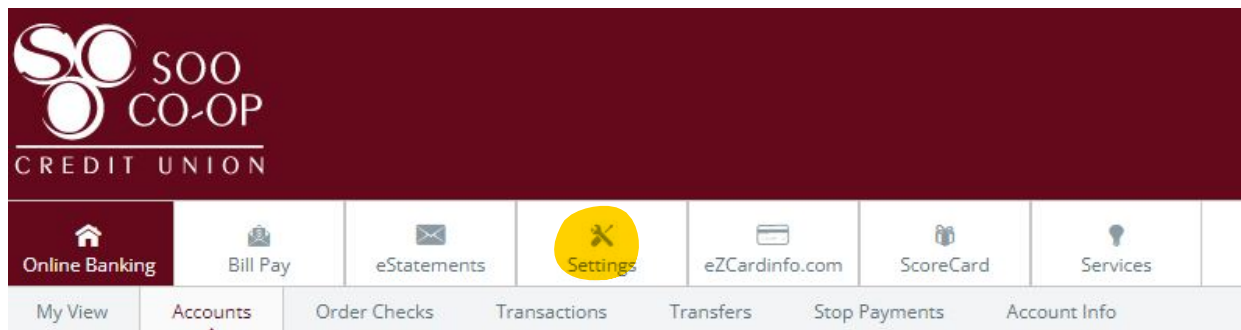 SOO
CO-OP
CREDIT UNION
Online Banking Bill Pay eStatements Settings eZCardinfo.com ScoreCard Services
My View Accounts Order Checks Transactions Transfers Stop Payments Account Info